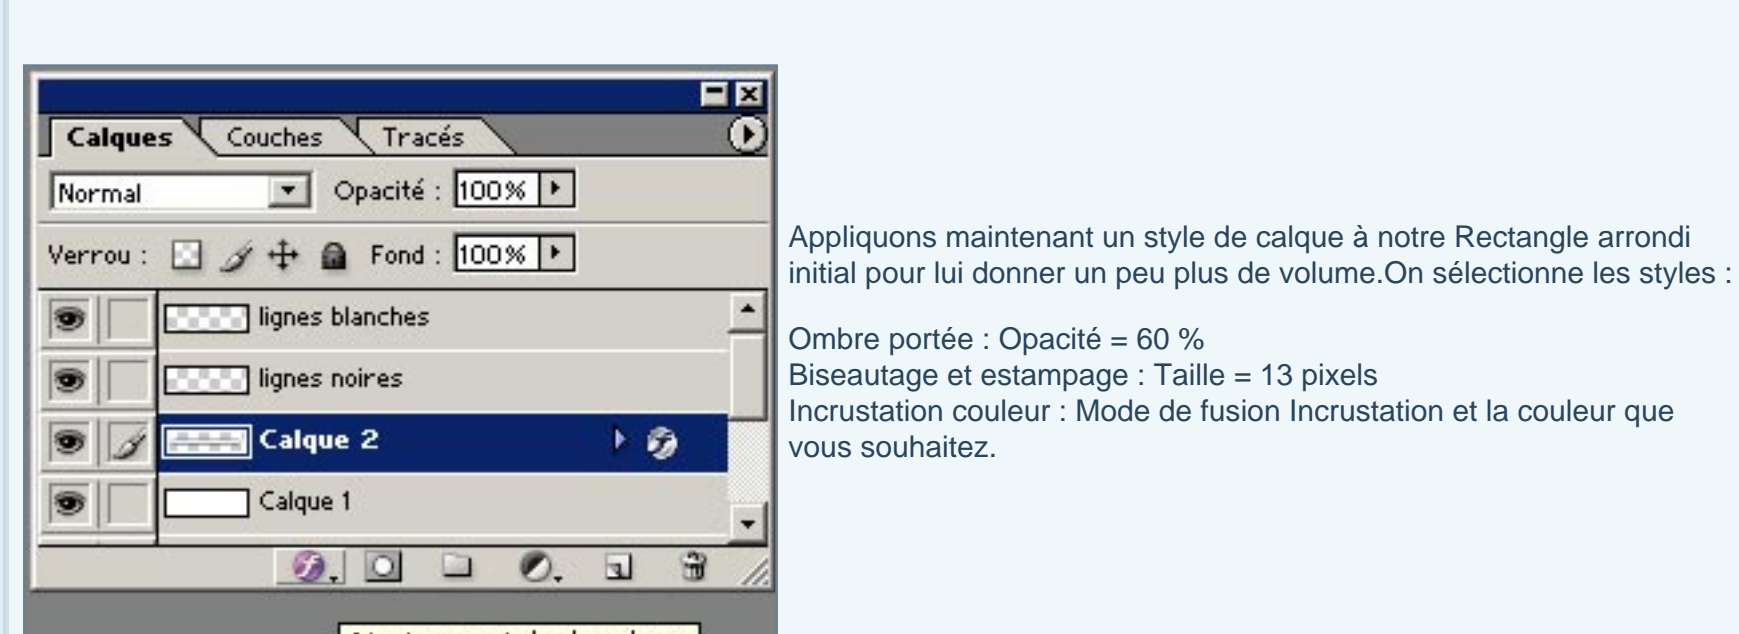 Calques Couches Tracés
Normal Opacité : 100%
Verrou : Fond : 100%
lignes blanches
lignes noires
Calque 2
Calque 1
Appliquons maintenant un style de calque à notre Rectangle arrondi
initial pour lui donner un peu plus de volume.On sélectionne les styles :
Ombre portée : Opacité = 60 %
Biseautage et estampage : Taille = 13 pixels
Incrustation couleur : Mode de fusion Incrustation et la couleur que
vous souhaitez.